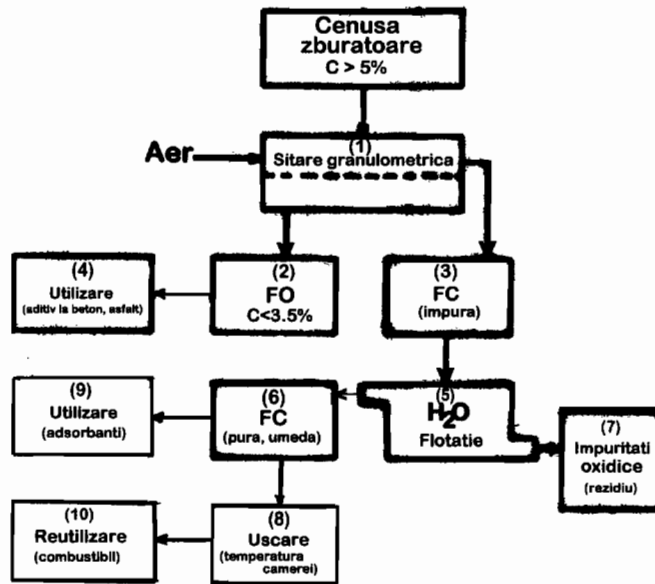 Cenusa
zburatoare
C > 5%
Aer
(1)
Sitare granulometrica
(4)
Utilizare
(aditiv la beton, asfalt)
(2)
FO
C<3.5%
(3)
FC
(impura)
(9)
Utilizare
(adsorbanti)
(6)
FC
(pura, umeda)
(5)
H₂O
Flotatie
(7)
Impuritati
oxidice
(rezidiu)
(10)
Reutilizare
(combustibil)
(8)
Uscare
(temperatura
camerei)